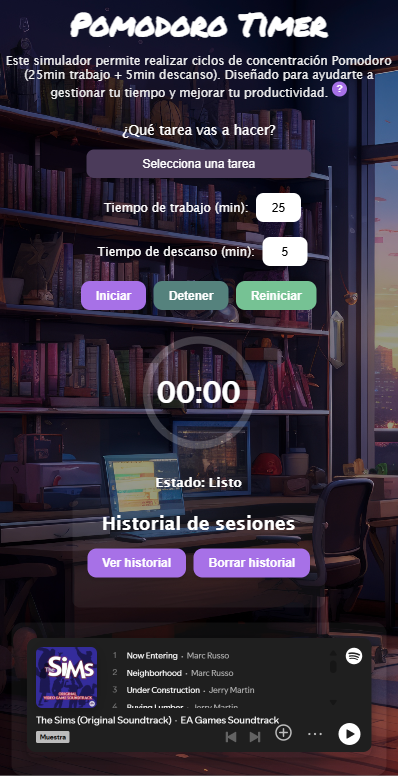 Pomodoro Timer
Este simulador permite realizar ciclos de concentración Pomodoro
(25min trabajo + 5min descanso). Diseñado para ayudarte a
gestionar tu tiempo y mejorar tu productividad. ?
¿Qué tarea vas a hacer?
Selecciona una tarea
Tiempo de trabajo (min): 25
Tiempo de descanso (min): 5
Iniciar Detener Reiniciar
00:00
Estado: Listo
Historial de sesiones
Ver historial Borrar historial
The Sims
ORIGINAL
VIDEO GAME SOUNDTRACK
1 Now Entering · Marc Russo
2 Neighborhood · Marc Russo
3 Under Construction · Jerry Martin
4 Buying Lumber · Jerry Martin
The Sims (Original Soundtrack) · EA Games Soundtrack
Muestra